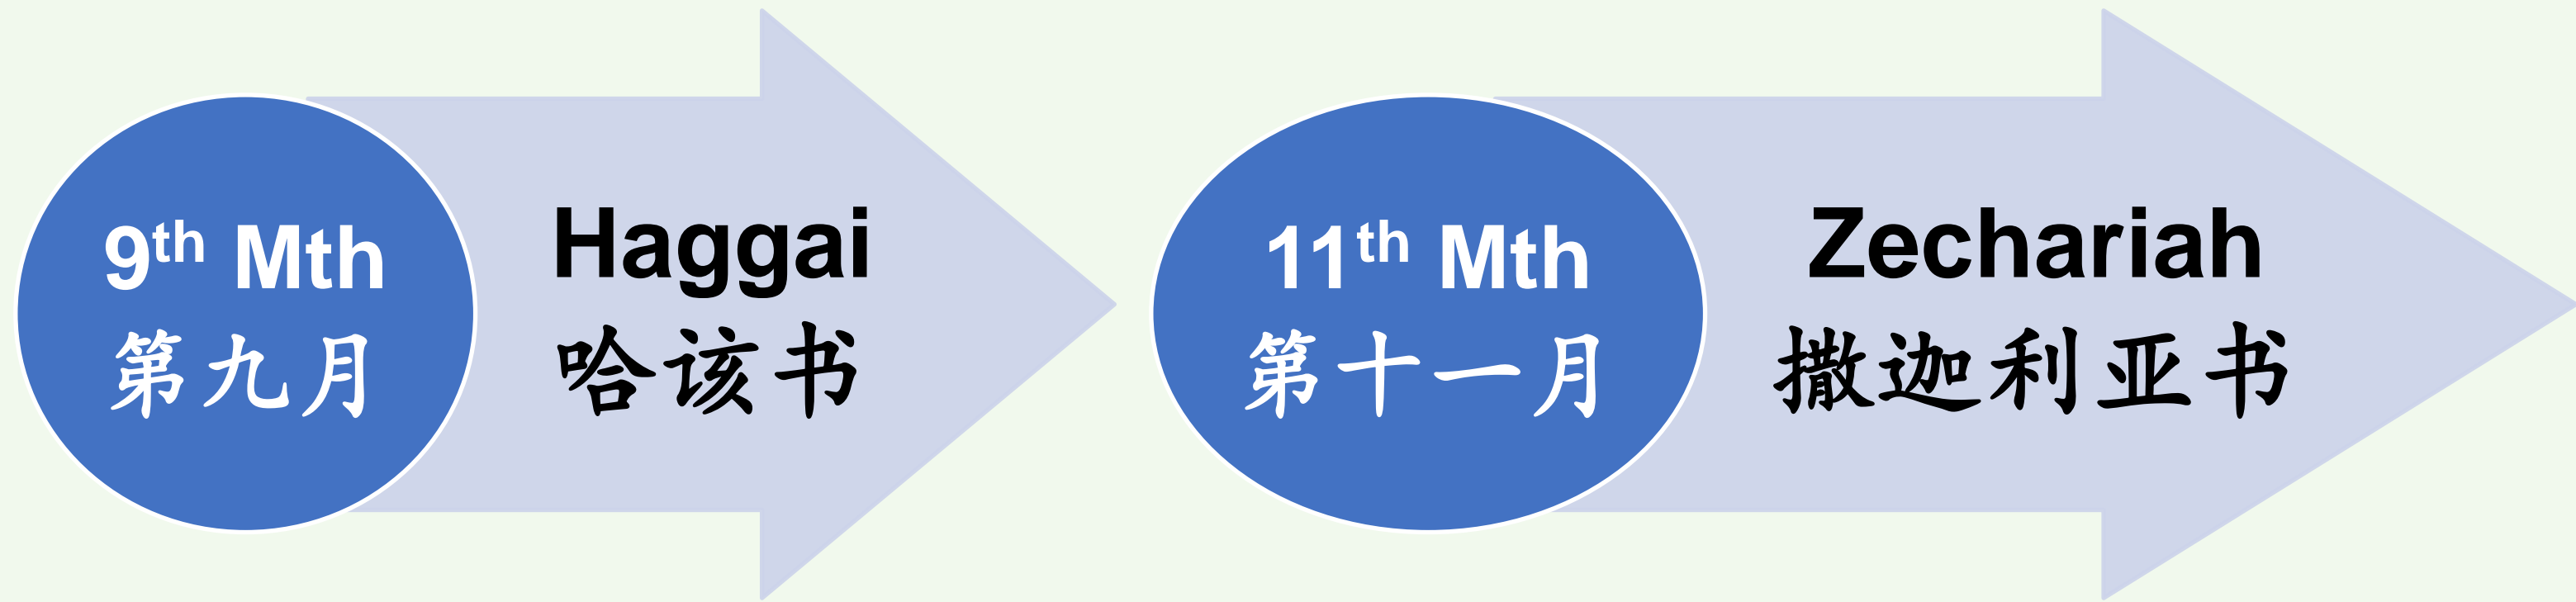 9th Mth
第九月
Haggai
哈该书
11th Mth
第十一月
Zechariah
撒迦利亚书